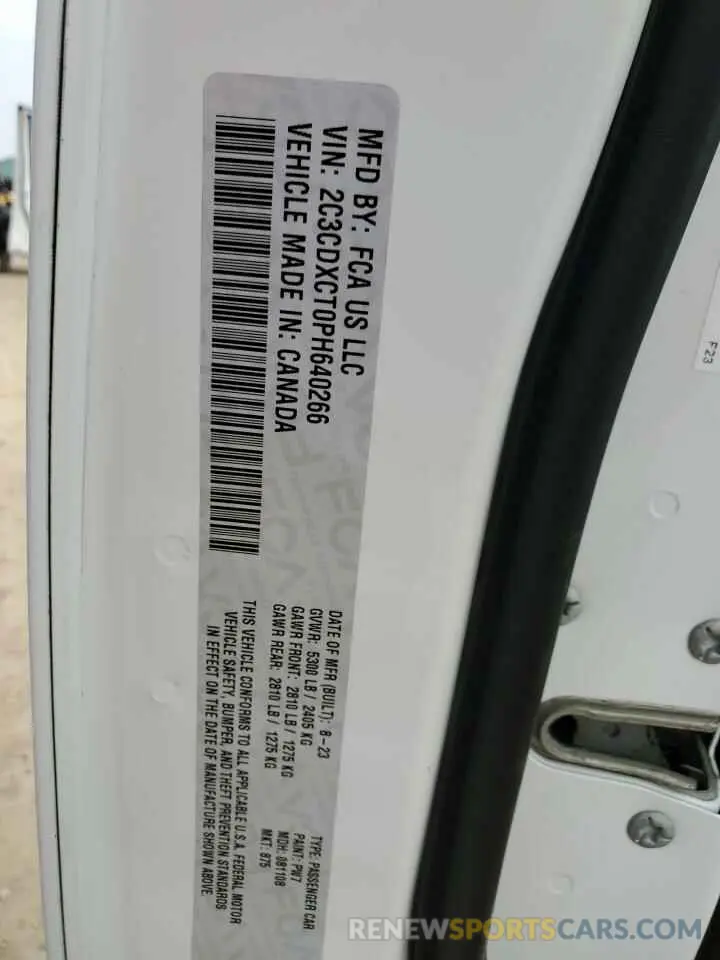 MFD BY: FCA US LLC
VIN: 2C3CDXCT0PH640266
VEHICLE MADE IN: CANADA
DATE OF MFR (BUILT): 8-23
GVWR: 5300 LB / 2405 KG
GAWR FRONT: 2810 LB / 1275 KG
GAWR REAR: 2810 LB / 1275 KG
THIS VEHICLE CONFORMS TO ALL APPLICABLE U.S.A. FEDERAL MOTOR
VEHICLE SAFETY, BUMPER, AND THEFT PREVENTION STANDARDS
IN EFFECT ON THE DATE OF MANUFACTURE SHOWN ABOVE.
TYPE: PASSENGER CAR
PAINT: PW7
MDH: 081108
MKT: 875
F23
RENEWSPORTSCARS.COM